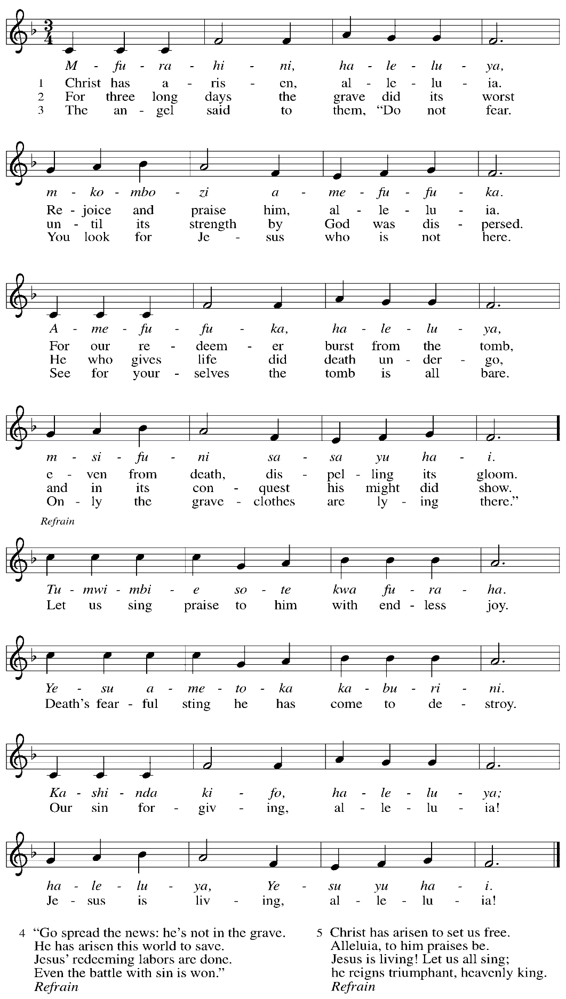 3
4
M - fu - ra - hi - ni, ha - le - lu - ya,
1 Christ has a - ris - en, al - le - lu - ia.
2 For three long days the grave did its worst
3 The an - gel said to them, “Do not fear.
m - ko - mbo - zi a - me - fu - fu - ka.
Re - joice and praise him, al - le - lu - ia.
un - til its strength by God was dis - persed.
You look for Je - sus who is not here.
A - me - fu - fu - ka, ha - le - lu - ya,
For our re - deem - er burst from the tomb,
He who gives life did death un - der - go,
See for your - selves the tomb is all bare.
m - si - fu - ni sa - sa yu ha - i.
e - ven from death, dis - pel - ling its gloom.
and in its con - quest his might did show.
On - ly the grave - clothes are ly - ing there.”
Refrain
Tu - mwi - mbi - e so - te kwa fu - ra - ha.
Let us sing praise to him with end - less joy.
Ye - su a - me - to - ka ka - bu - ri - ni.
Death’s fear - ful sting he has come to de - stroy.
Ka - shi - nda ki - fo, ha - le - lu - ya;
Our sin for - giv - ing, al - le - lu - ia!
ha - le - lu - ya, Ye - su yu ha - i.
Je - sus is liv - ing, al - le - lu - ia!
4 “Go spread the news: he’s not in the grave.
He has arisen this world to save.
Jesus’ redeeming labors are done.
Even the battle with sin is won.”
Refrain
5 Christ has arisen to set us free.
Alleluia, to him praises be.
Jesus is living! Let us all sing;
he reigns triumphant, heavenly king.
Refrain